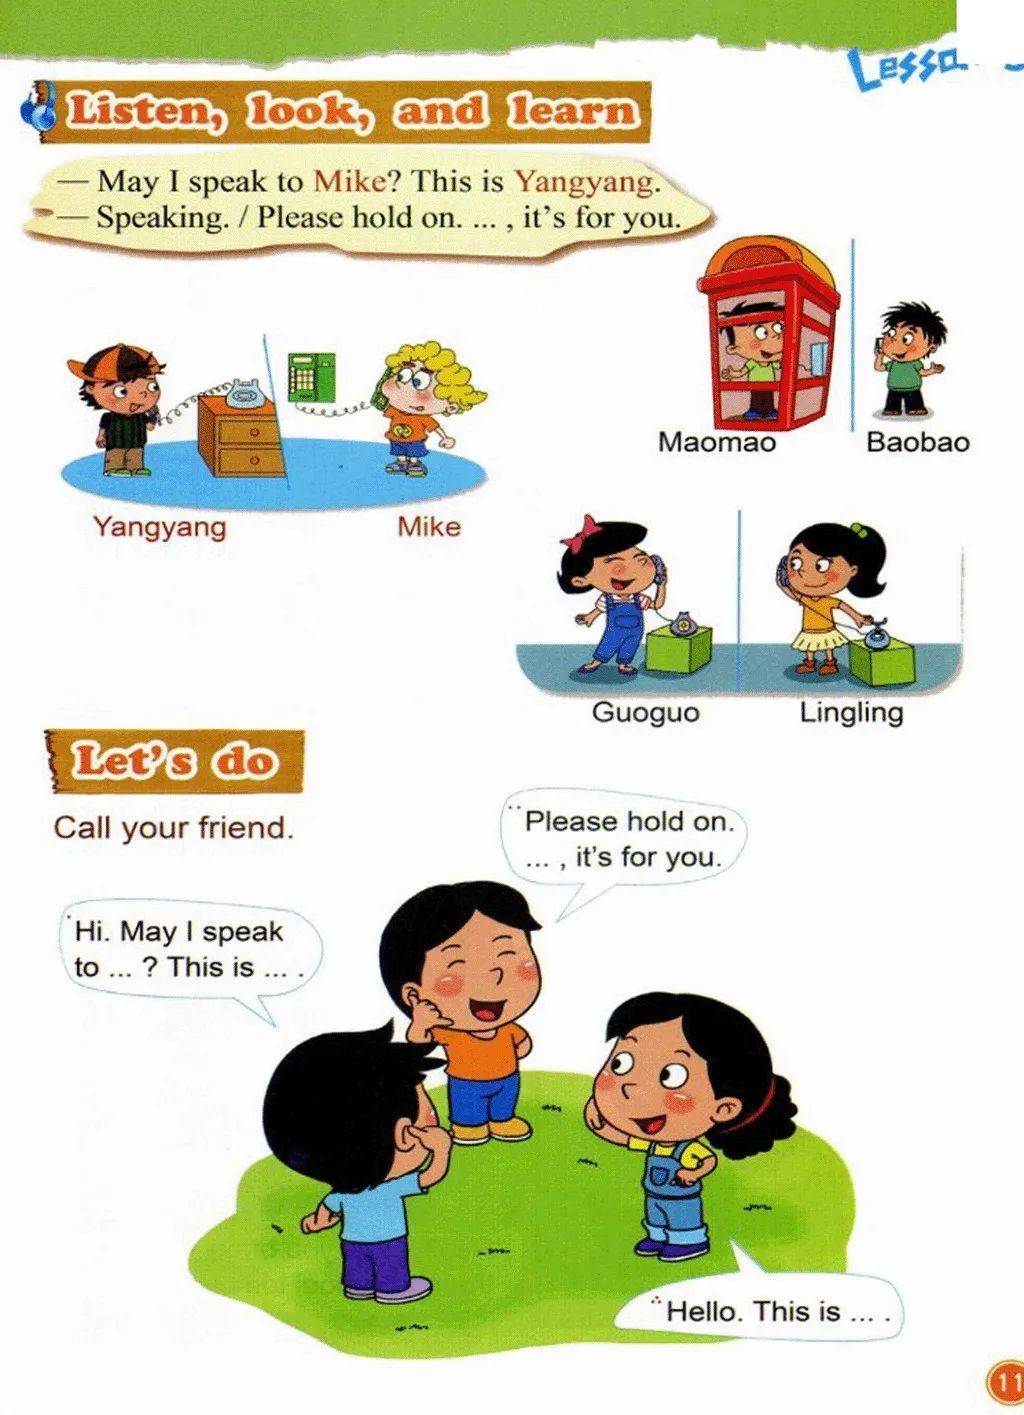 Listen, look, and learn
— May I speak to Mike? This is Yangyang.
— Speaking. / Please hold on. ... , it's for you.
Maomao
Baobao
Yangyang
Mike
Guoguo
Lingling
Let's do
Call your friend.
Please hold on.
... , it's for you.
Hi. May I speak
to ... ? This is ... .
Hello. This is ... .
11